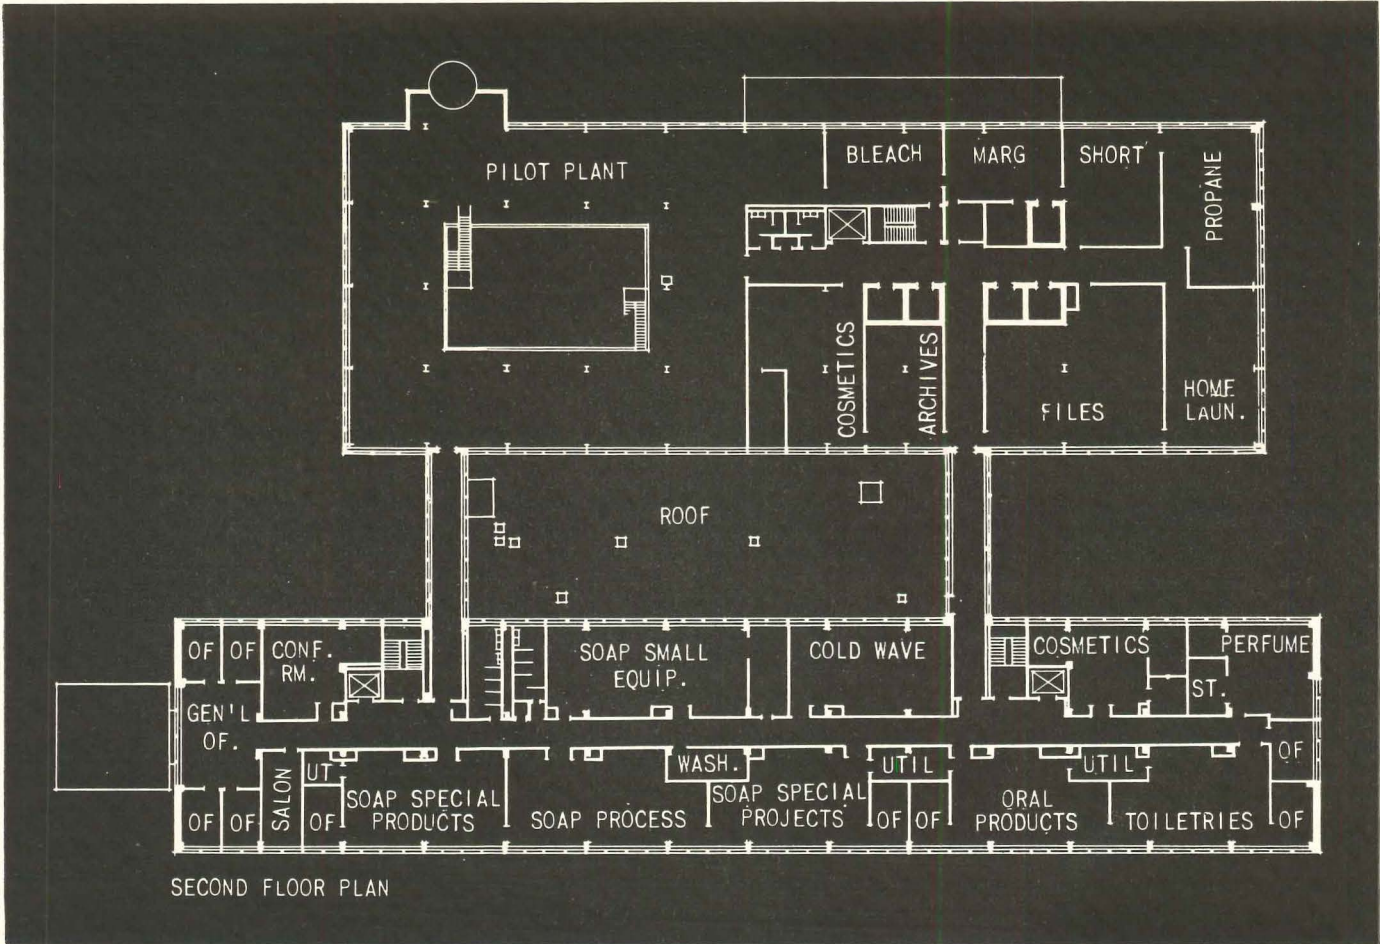 PILOT PLANT
BLEACH
MARG
SHORT
PROPANE
COSMETICS
ARCHIVES
FILES
HOME
LAUN.
ROOF
OF
OF
CONF.
RM.
SOAP SMALL
EQUIP.
COLD WAVE
COSMETICS
PERFUME
ST.
GEN'L
OF.
OF
OF
SALON
UT
OF
SOAP SPECIAL
PRODUCTS
SOAP PROCESS
WASH.
SOAP SPECIAL
PROJECTS
UTIL
OF
OF
ORAL
PRODUCTS
UTIL
TOILETRIES
OF
OF
SECOND FLOOR PLAN